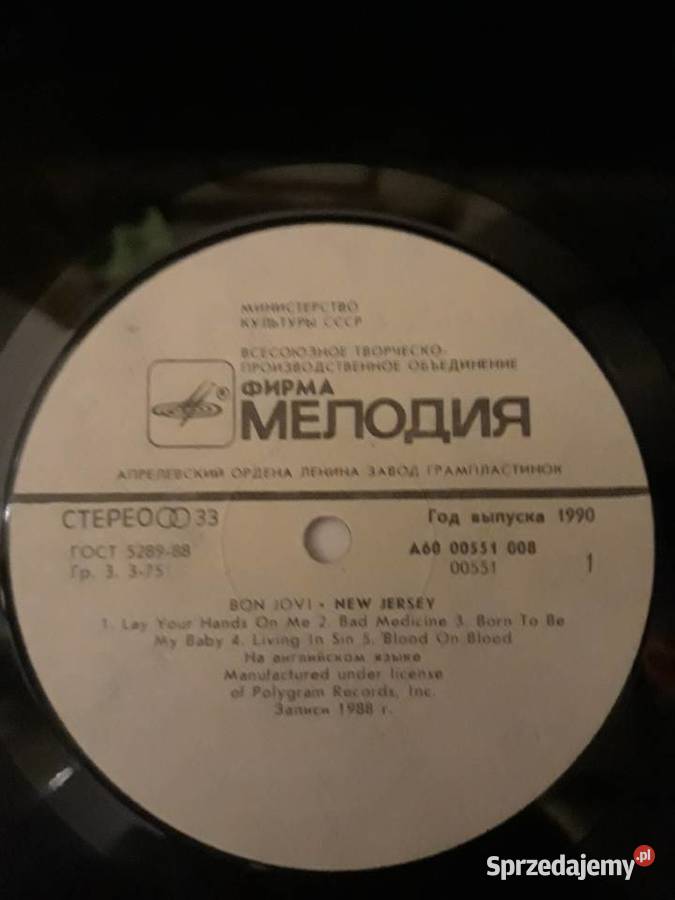 МИНИСТЕРСТВО
КУЛЬТУРЫ СССР
ВСЕСОЮЗНОЕ ТВОРЧЕСКО-
ПРОИЗВОДСТВЕННОЕ ОБЪЕДИНЕНИЕ
®
ФИРМА
МЕЛОДИЯ
АПРЕЛЕВСКИЙ ОРДЕНА ЛЕНИНА ЗАВОД ГРАМПЛАСТИНОК
СТЕРЕО 33
Год выпуска 1990
ГОСТ 5289-88
А60 00551 008
Гр. 3. 3-75
00551
1
BON JOVI • NEW JERSEY
1. Lay Your Hands On Me 2. Bad Medicine 3. Born To Be
My Baby 4. Living In Sin 5. Blood On Blood
На английском языке
Manufactured under license
of Polygram Records, Inc.
Записи 1988 г.
Sprzedajemy.pl